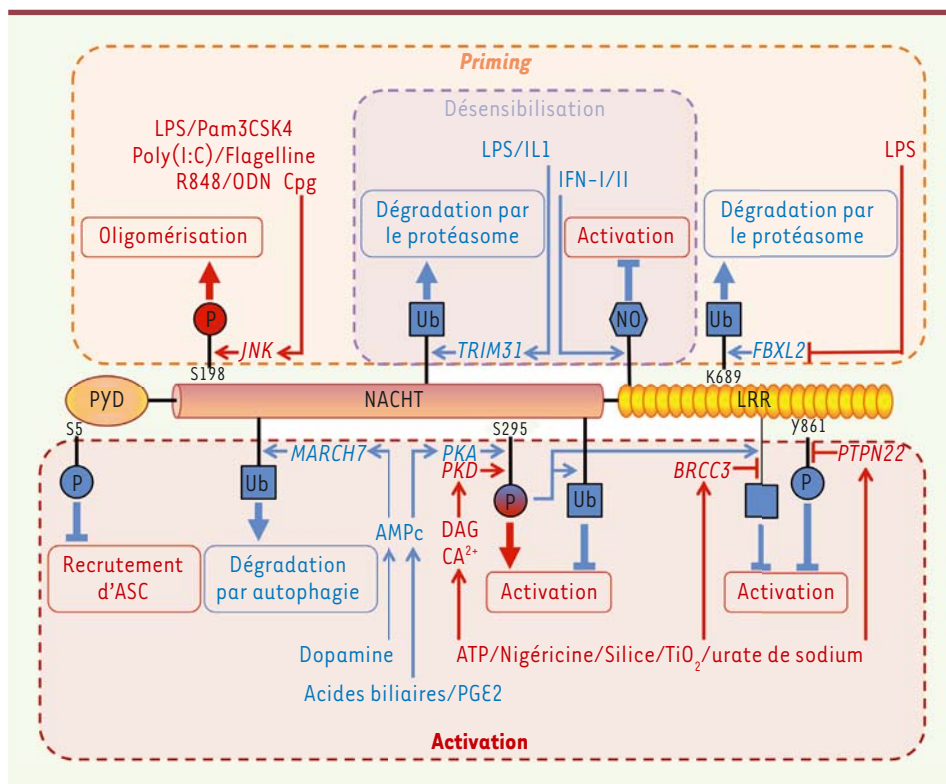 Priming
Désensibilisation
LPS/Pam3CSK4
Poly(I:C)/Flagelline
R848/ODN Cpg
LPS/IL1
IFN-I/II
LPS
Oligomérisation
Dégradation par
le protéasome
Activation
Dégradation par
le protéasome
P
Ub
NO
Ub
JNK
TRIM31
FBXL2
S198
K689
PYD
NACHT
LRR
S5
S295
Y861
MARCH7
PKA
PKD
BRCC3
PTPN22
P
Ub
P
Ub
P
AMPc
DAG
CA2+
Recrutement
d'ASC
Dégradation
par autophagie
Activation
Activation
Dopamine
ATP/Nigéricine/Silice/TiO2/urate de sodium
Acides biliaires/PGE2
Activation